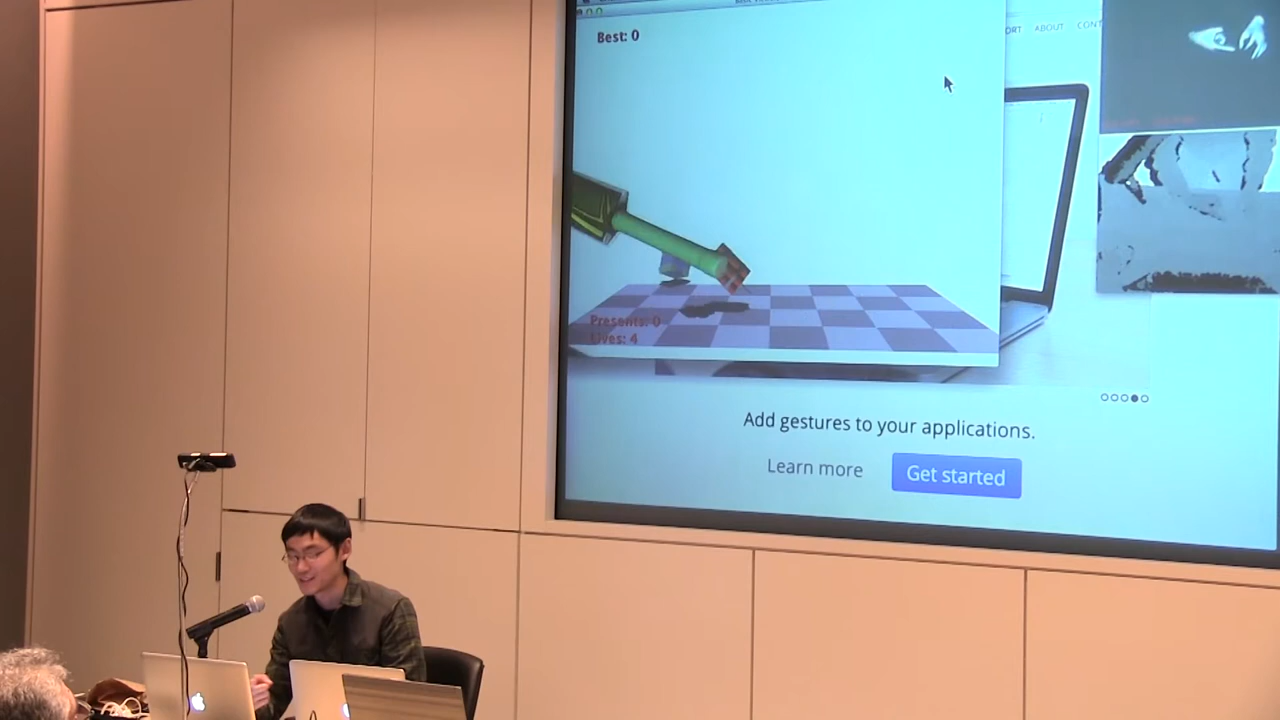 Best: 0
ABOUT
Presents: 0
Lives: 4
Add gestures to your applications.
Learn more
Get started